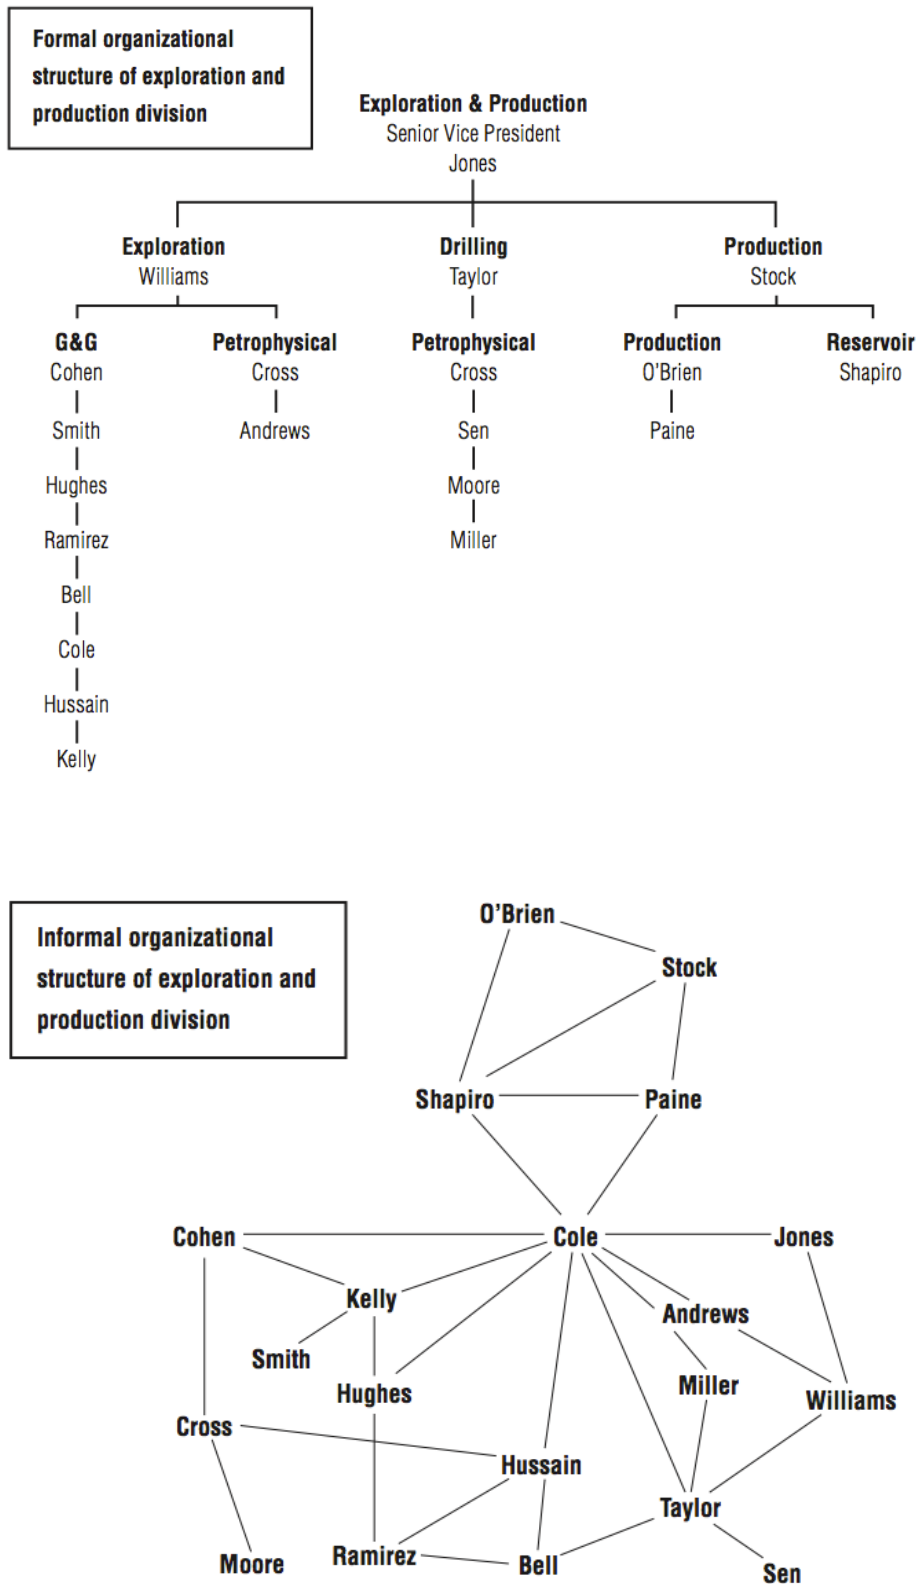 Formal organizational
structure of exploration and
production division
Exploration & Production
Senior Vice President
Jones
Exploration
Williams
Drilling
Taylor
Production
Stock
G&G
Cohen
Petrophysical
Cross
Petrophysical
Cross
Production
O'Brien
Reservoir
Shapiro
Smith
Andrews
Sen
Paine
Hughes
Moore
Ramirez
Miller
Bell
Cole
Hussain
Kelly
Informal organizational
structure of exploration and
production division
O'Brien
Stock
Shapiro
Paine
Cohen
Cole
Jones
Kelly
Andrews
Smith
Hughes
Miller
Williams
Cross
Hussain
Taylor
Ramirez
Moore
Bell
Sen